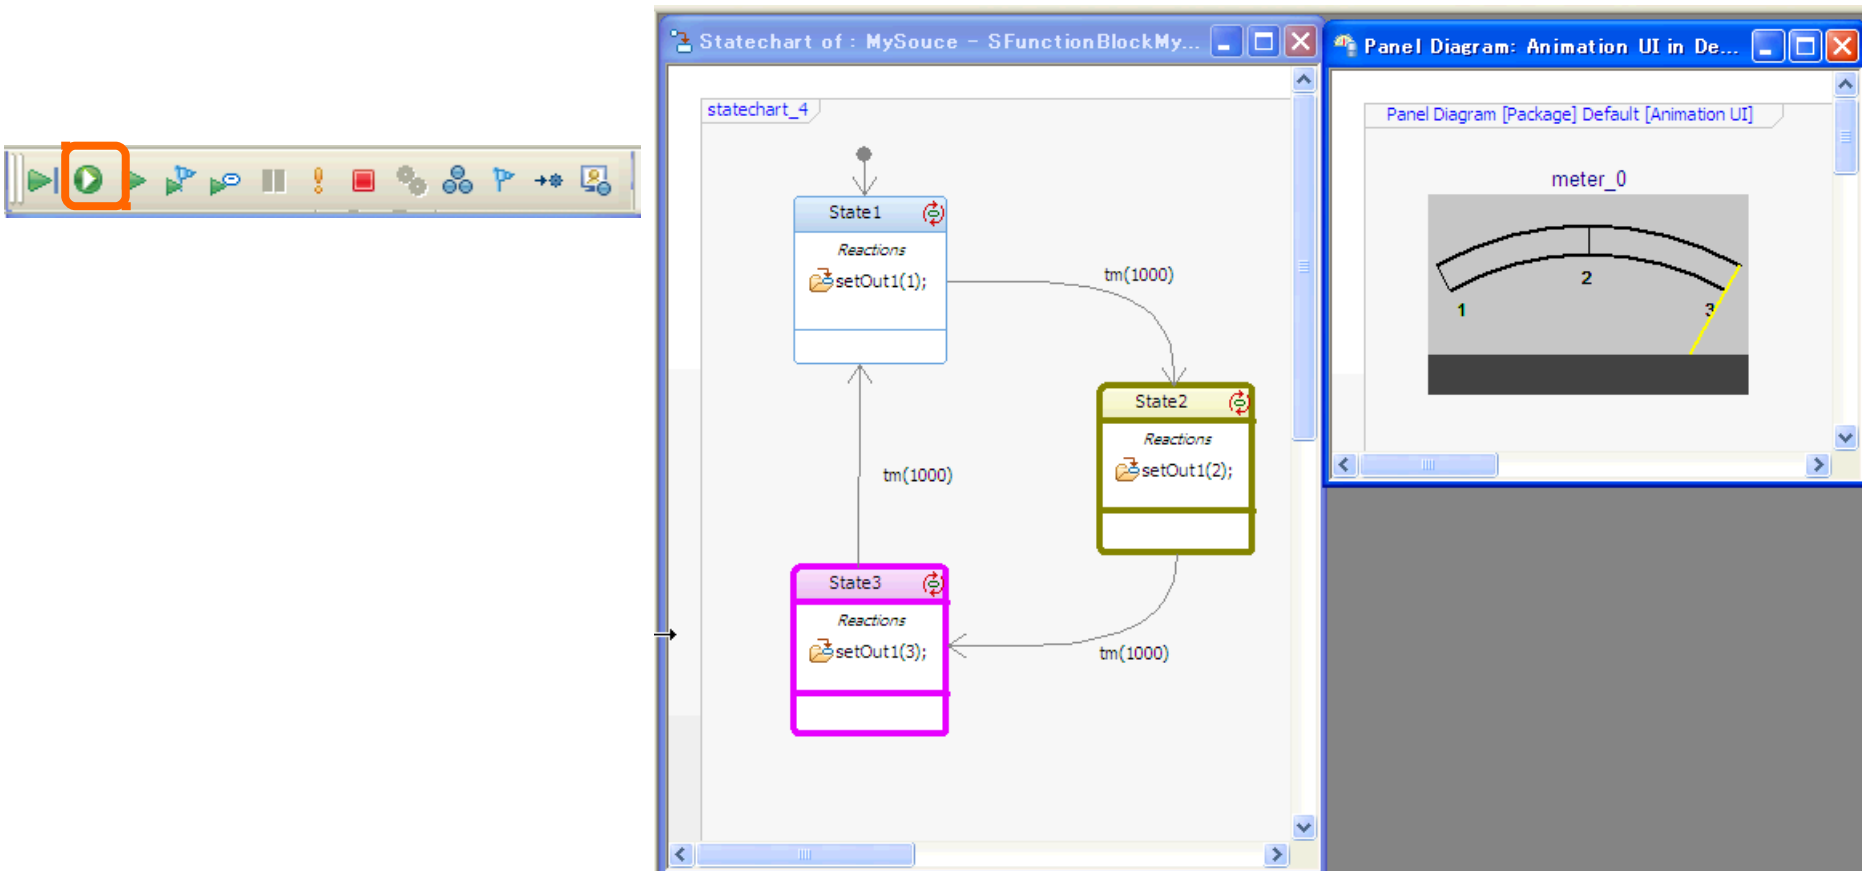 Statechart of : MySouce - SFunctionBlockMy...
statechart_4
State1
Reactions
setOut1(1);
tm(1000)
State2
Reactions
setOut1(2);
tm(1000)
State3
Reactions
setOut1(3);
tm(1000)
Panel Diagram: Animation UI in De...
Panel Diagram [Package] Default [Animation UI]
meter_0
1
2
3